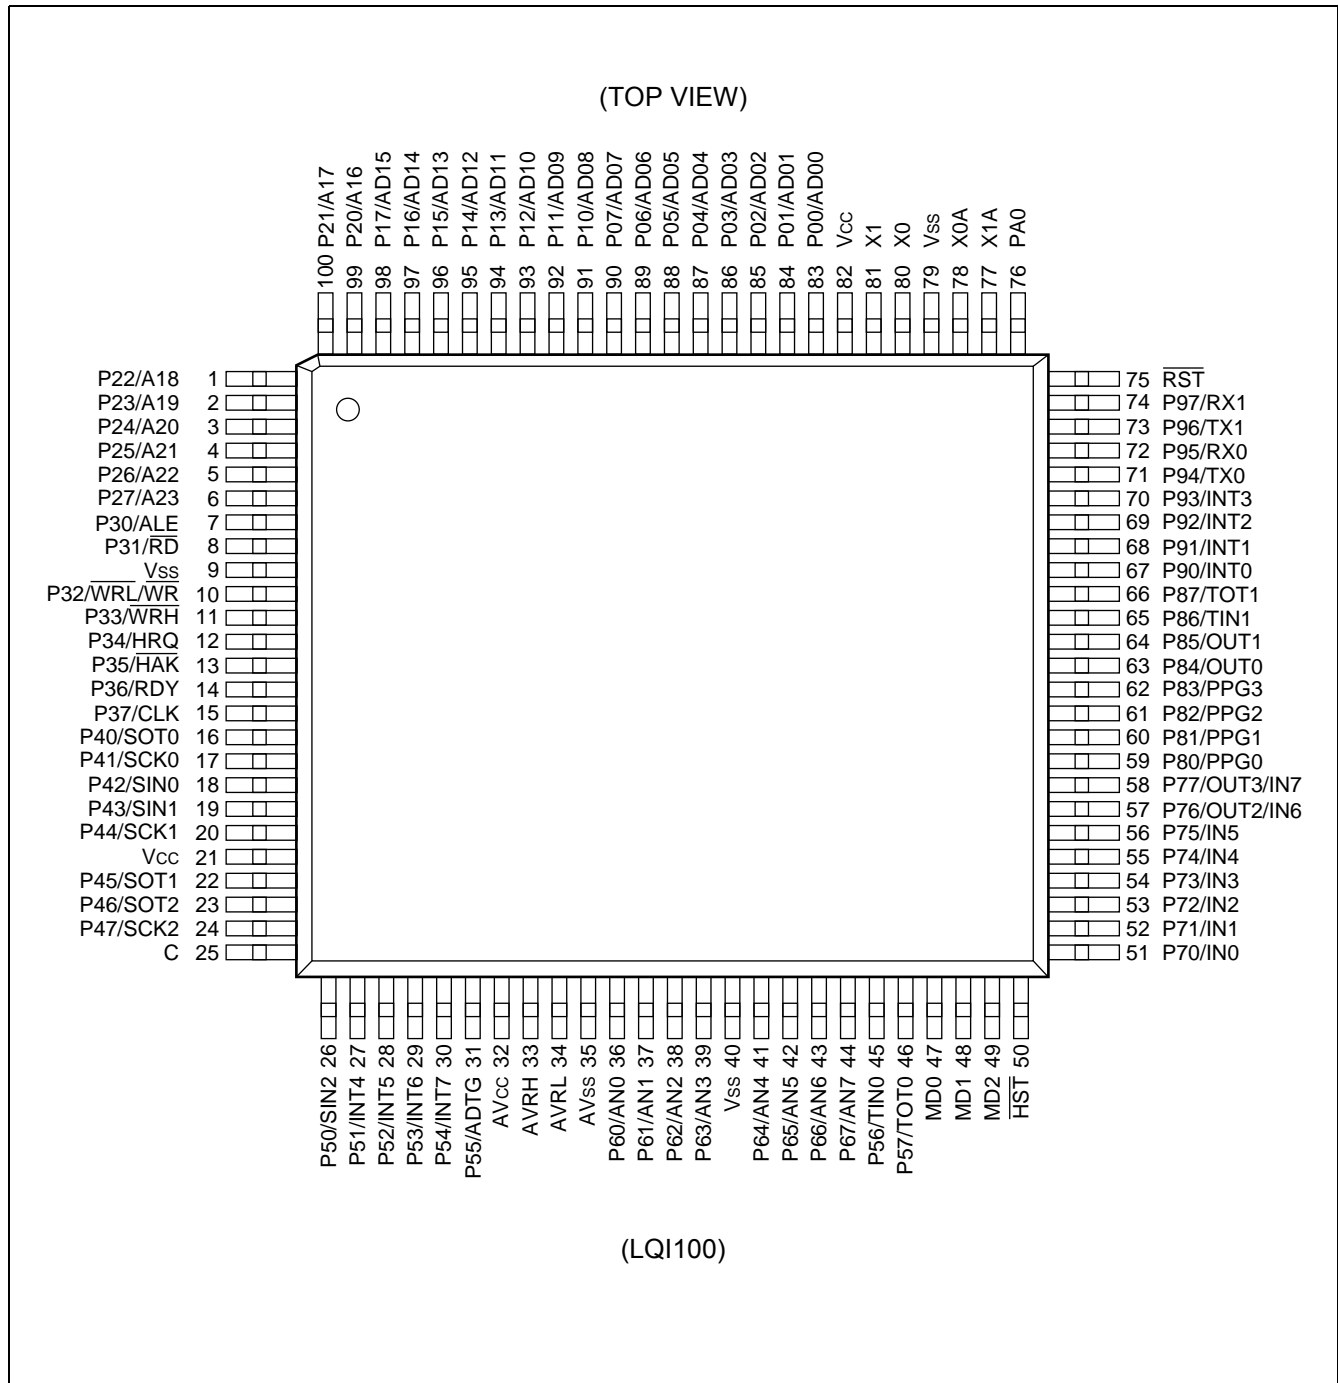 (TOP VIEW)
100 P21/A17
99 P20/A16
98 P17/AD15
97 P16/AD14
96 P15/AD13
95 P14/AD12
94 P13/AD11
93 P12/AD10
92 P11/AD09
91 P10/AD08
90 P07/AD07
89 P06/AD06
88 P05/AD05
87 P04/AD04
86 P03/AD03
85 P02/AD02
84 P01/AD01
83 P00/AD00
82 Vcc
81 X1
80 X0
79 Vss
78 X0A
77 X1A
76 PA0
P22/A18 1
P23/A19 2
P24/A20 3
P25/A21 4
P26/A22 5
P27/A23 6
P30/ALE 7
P31/R̅D̅ 8
Vss 9
P32/W̅R̅L̅/W̅R̅ 10
P33/W̅R̅H̅ 11
P34/HRQ 12
P35/H̅A̅K̅ 13
P36/RDY 14
P37/CLK 15
P40/SOT0 16
P41/SCK0 17
P42/SIN0 18
P43/SIN1 19
P44/SCK1 20
Vcc 21
P45/SOT1 22
P46/SOT2 23
P47/SCK2 24
C 25
75 R̅S̅T̅
74 P97/RX1
73 P96/TX1
72 P95/RX0
71 P94/TX0
70 P93/INT3
69 P92/INT2
68 P91/INT1
67 P90/INT0
66 P87/TOT1
65 P86/TIN1
64 P85/OUT1
63 P84/OUT0
62 P83/PPG3
61 P82/PPG2
60 P81/PPG1
59 P80/PPG0
58 P77/OUT3/IN7
57 P76/OUT2/IN6
56 P75/IN5
55 P74/IN4
54 P73/IN3
53 P72/IN2
52 P71/IN1
51 P70/IN0
P50/SIN2 26
P51/INT4 27
P52/INT5 28
P53/INT6 29
P54/INT7 30
P55/ADTG 31
AVcc 32
AVRH 33
AVRL 34
AVss 35
P60/AN0 36
P61/AN1 37
P62/AN2 38
P63/AN3 39
Vss 40
P64/AN4 41
P65/AN5 42
P66/AN6 43
P67/AN7 44
P56/TIN0 45
P57/TOT0 46
MD0 47
MD1 48
MD2 49
H̅S̅T̅ 50
(LQI100)